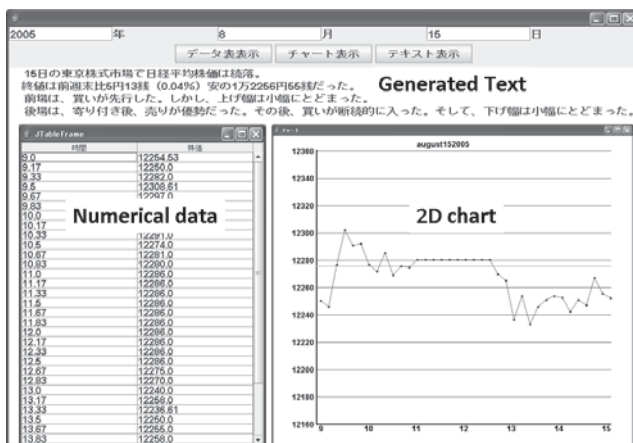 2005 年 8 月 15 日
データ表表示 チャート表示 テキスト表示
15日の東京株式市場で日経平均株価は続落。
終値は前週末比6円13銭（0.04%）安の1万2256円55銭だった。
前場は、買いが先行した。しかし、上げ幅は小幅にとどまった。
後場は、寄り付き後、売りが優勢だった。その後、買いが断続的に入った。そして、下げ幅は小幅にとどまった。
Generated Text
JTableFrame
時間 株価
9.0 12254.53
9.17 12250.0
9.33 12282.0
9.5 12308.61
9.67 12297.0
9.83
10.0
10.17
10.33 12291.0
10.5 12274.0
10.67 12281.0
10.83 12280.0
11.0 12286.0
11.17 12286.0
11.33 12286.0
11.5 12286.0
11.67 12286.0
11.83 12286.0
12.0 12286.0
12.17 12286.0
12.33 12286.0
12.5 12286.0
12.67 12275.0
12.83 12270.0
13.0 12240.0
13.17 12258.0
13.33 12236.61
13.5 12250.0
13.67 12255.0
13.83 12258.0
Numerical data
チャート
august152005
2D chart
12360
12340
12320
12300
12280
12260
12240
12220
12200
12180
12160
9 10 11 12 13 14 15